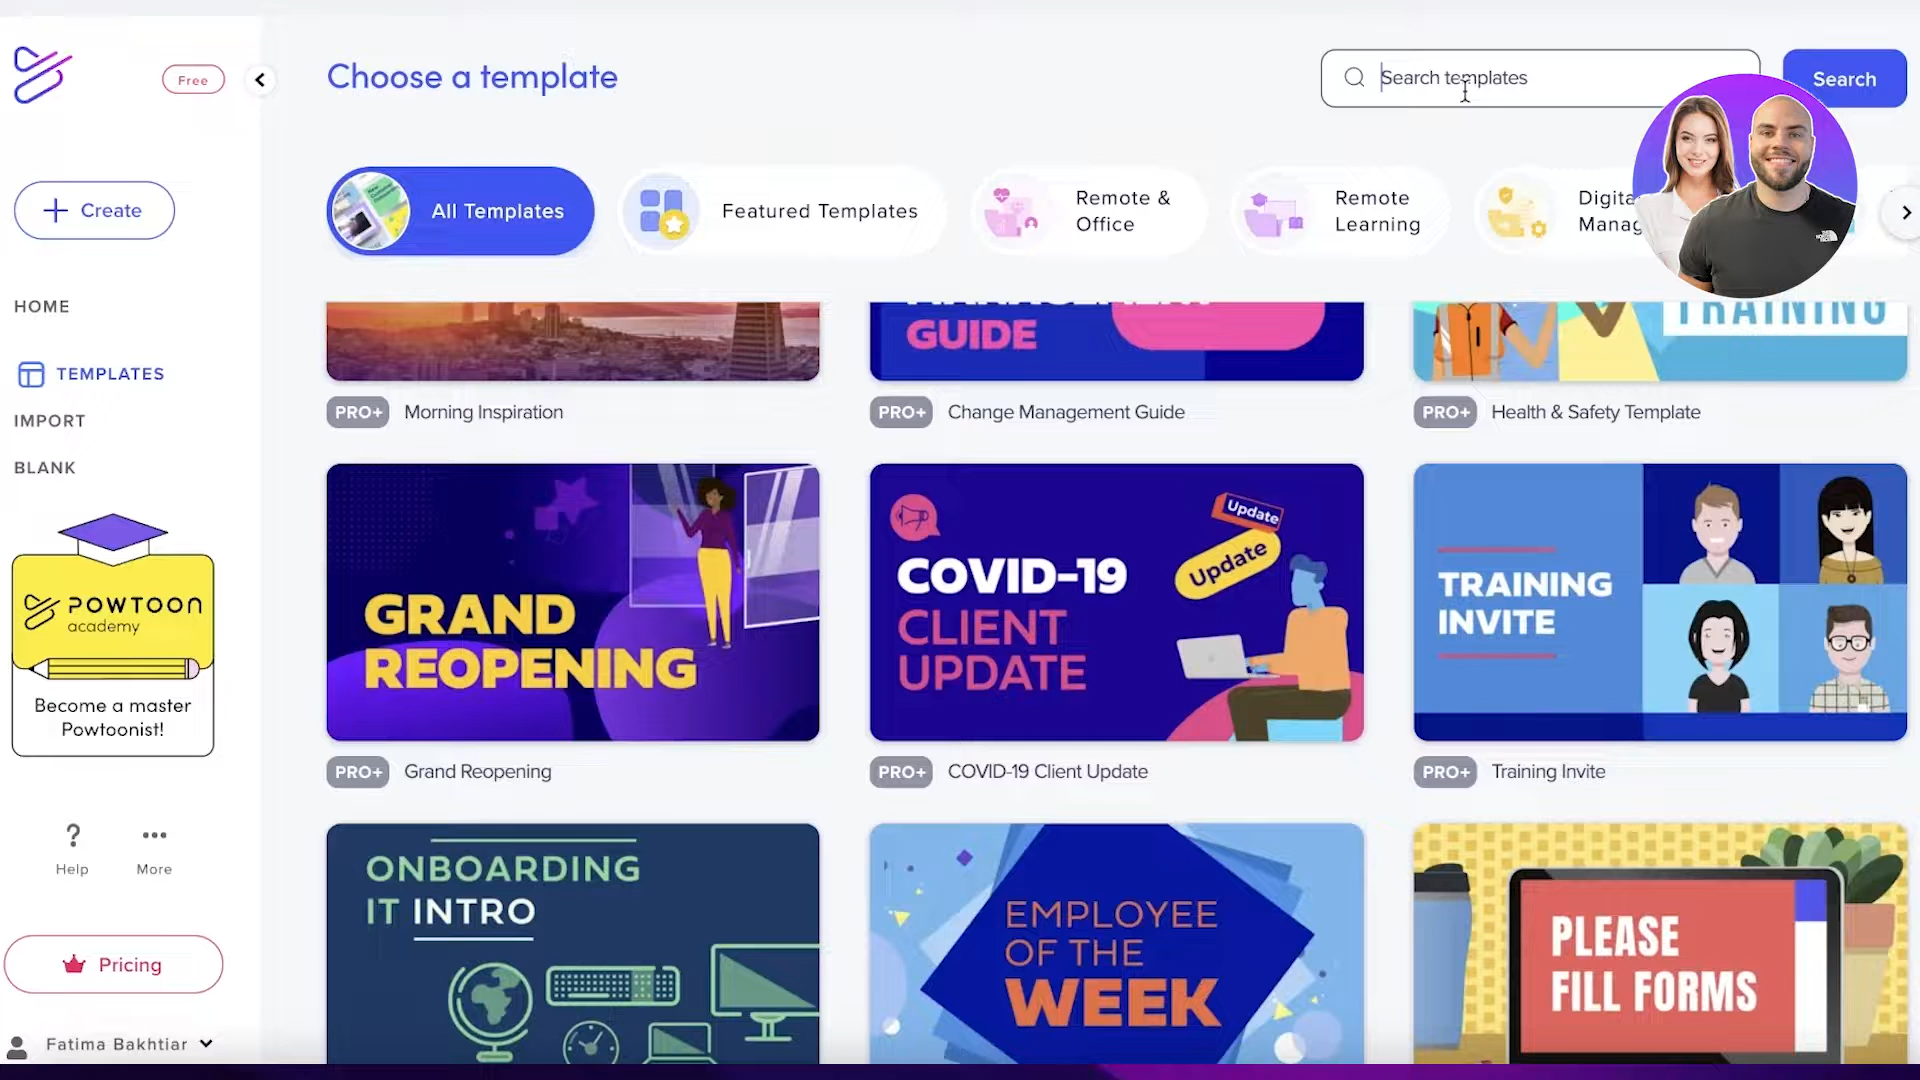 Free
Choose a template
Search templates
Search
Create
All Templates
Featured Templates
Remote &
Office
Remote
Learning
HOME
TEMPLATES
IMPORT
BLANK
GUIDE
TRAINING
PRO+ Morning Inspiration
PRO+ Change Management Guide
PRO+ Health & Safety Template
GRAND
REOPENING
COVID-19
CLIENT
UPDATE
Update
Update
TRAINING
INVITE
POWTOON
academy
Become a master
Powtoonist!
PRO+ Grand Reopening
PRO+ COVID-19 Client Update
PRO+ Training Invite
? Help
••• More
ONBOARDING
IT INTRO
EMPLOYEE
OF THE
WEEK
PLEASE
FILL FORMS
Pricing
Fatima Bakhtiar